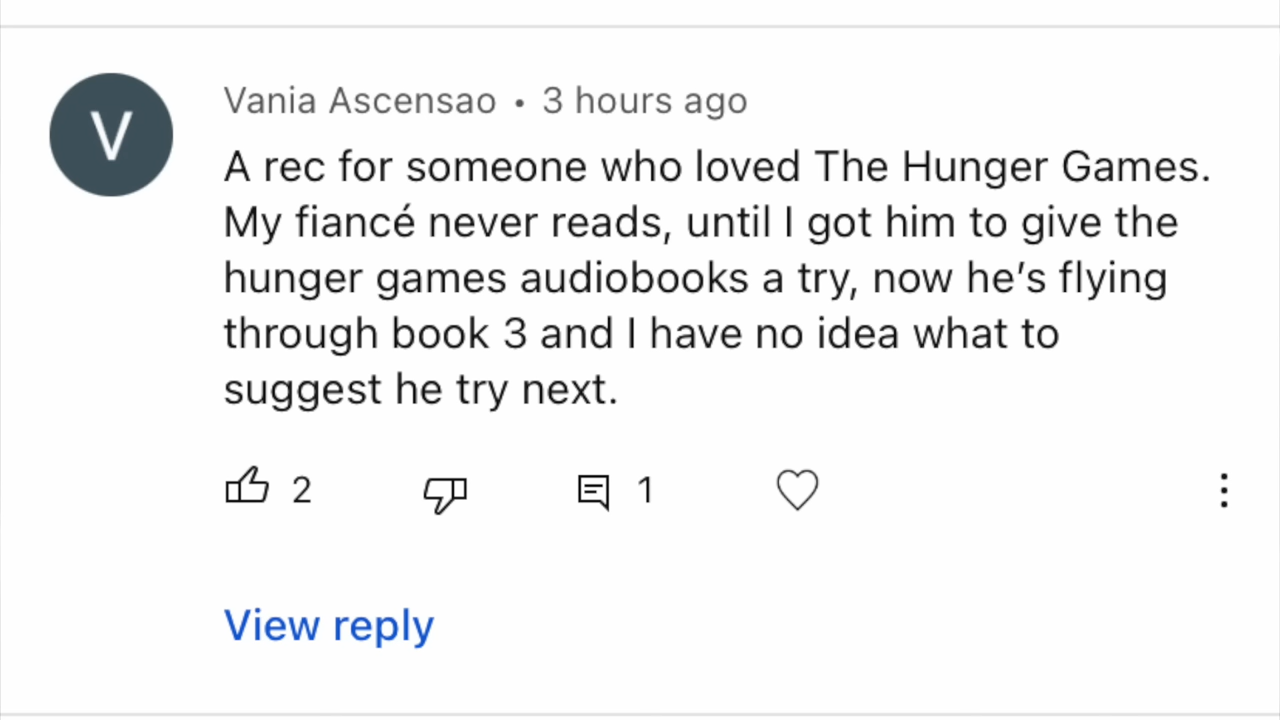 V
Vania Ascensao • 3 hours ago
A rec for someone who loved The Hunger Games.
My fiancé never reads, until I got him to give the
hunger games audiobooks a try, now he’s flying
through book 3 and I have no idea what to
suggest he try next.
2 1
View reply